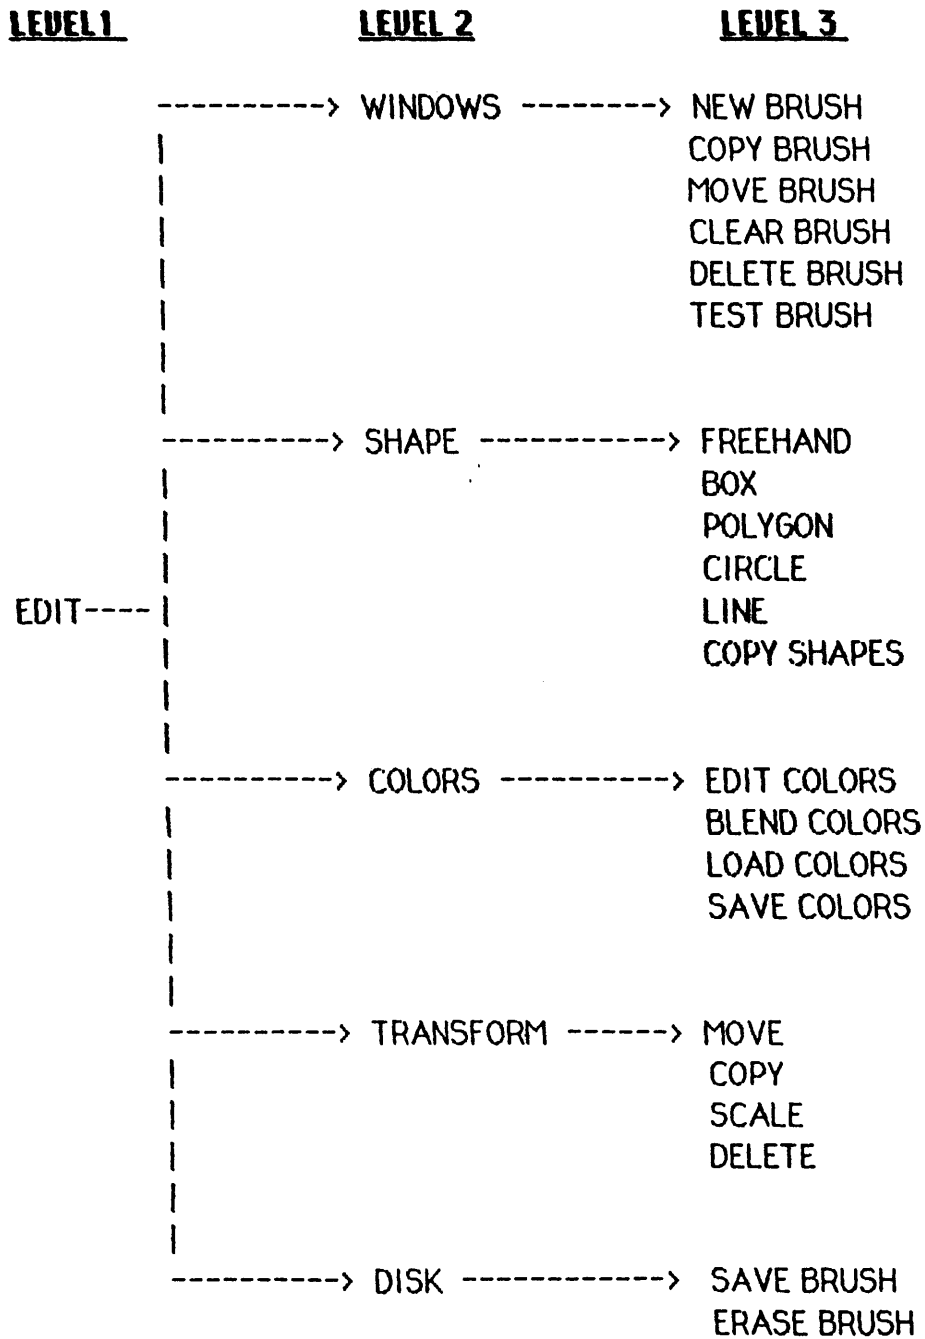 LEVEL 1 LEVEL 2 LEVEL 3
----------> WINDOWS --------> NEW BRUSH
COPY BRUSH
MOVE BRUSH
CLEAR BRUSH
DELETE BRUSH
TEST BRUSH
----------> SHAPE -----------> FREEHAND
BOX
POLYGON
CIRCLE
EDIT---- LINE
COPY SHAPES
----------> COLORS ----------> EDIT COLORS
BLEND COLORS
LOAD COLORS
SAVE COLORS
----------> TRANSFORM ------> MOVE
COPY
SCALE
DELETE
----------> DISK ------------> SAVE BRUSH
ERASE BRUSH